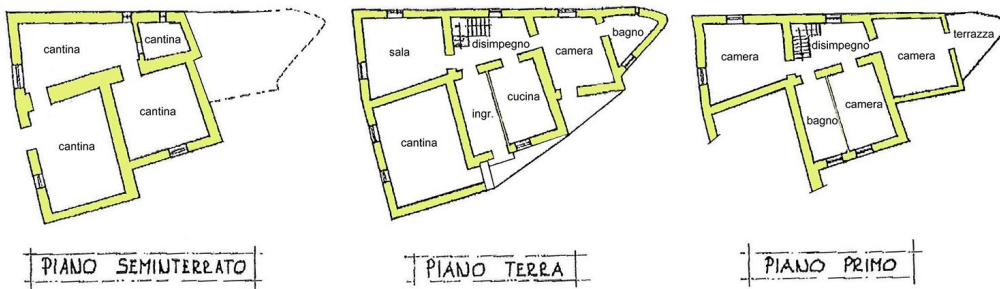 cantina
cantina
cantina
cantina
PIANO SEMINTERRATO
sala
disimpegno
camera
bagno
cucina
ingr.
cantina
PIANO TERRA
camera
disimpegno
camera
terrazza
bagno
camera
PIANO PRIMO